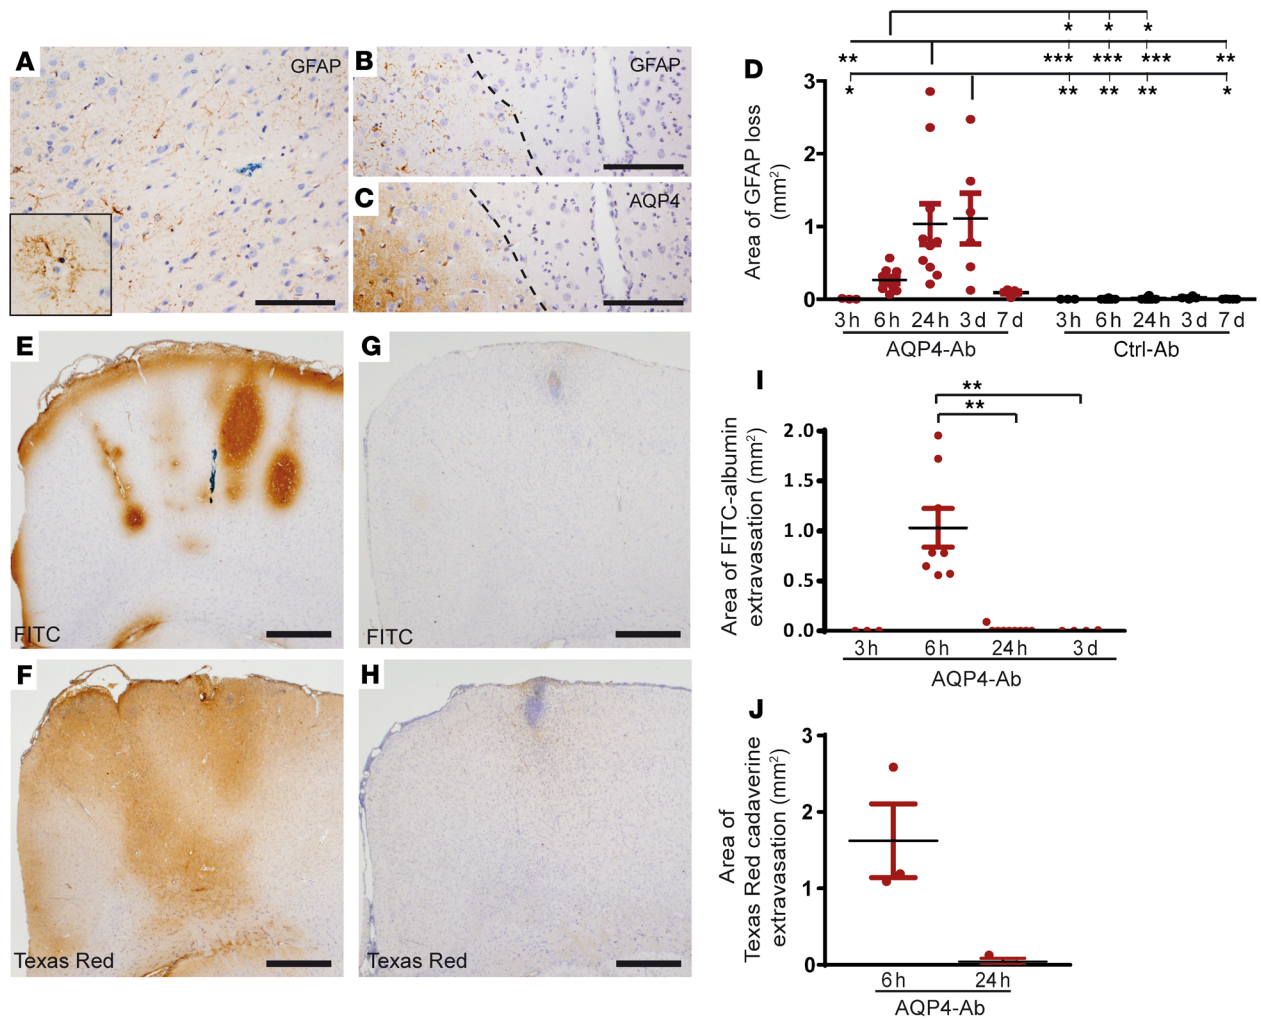 A
GFAP
B
GFAP
C
AQP4
D
* * *
** *** *** *** **
* ** ** ** *
Area of GFAP loss
(mm²)
3
2
1
0
3 h 6 h 24 h 3 d 7 d 3 h 6 h 24 h 3 d 7 d
AQP4-Ab Ctrl-Ab
E
FITC
G
FITC
F
Texas Red
H
Texas Red
I
**
**
Area of FITC-albumin
extravasation (mm²)
2.0
1.5
1.0
0.5
0.0
3 h 6 h 24 h 3 d
AQP4-Ab
J
Area of
Texas Red cadaverine
extravasation (mm²)
3
2
1
0
6 h 24 h
AQP4-Ab